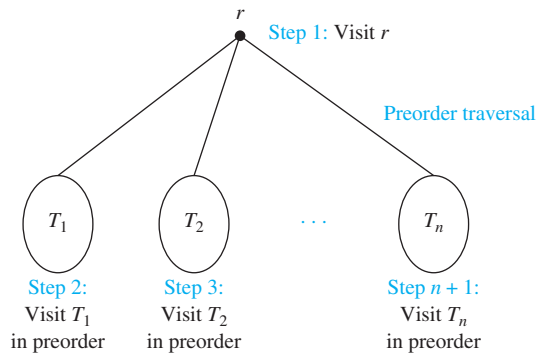 r
Step 1: Visit r
Preorder traversal
T1
T2
. . .
Tn
Step 2:
Visit T1
in preorder
Step 3:
Visit T2
in preorder
Step n + 1:
Visit Tn
in preorder